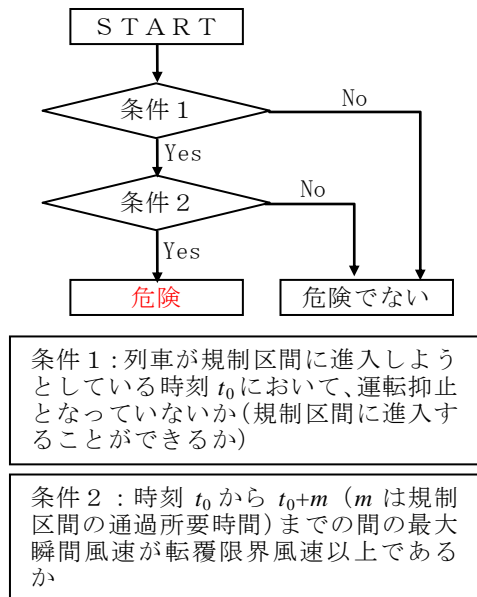 ＳＴＡＲＴ
条件１
No
Yes
条件２
No
Yes
危険
危険でない
条件１：列車が規制区間に進入しよう
としている時刻 t0において、運転抑止
となっていないか（規制区間に進入す
ることができるか）
条件２：時刻 t0 から t0+m（m は規制
区間の通過所要時間）までの間の最大
瞬間風速が転覆限界風速以上である
か